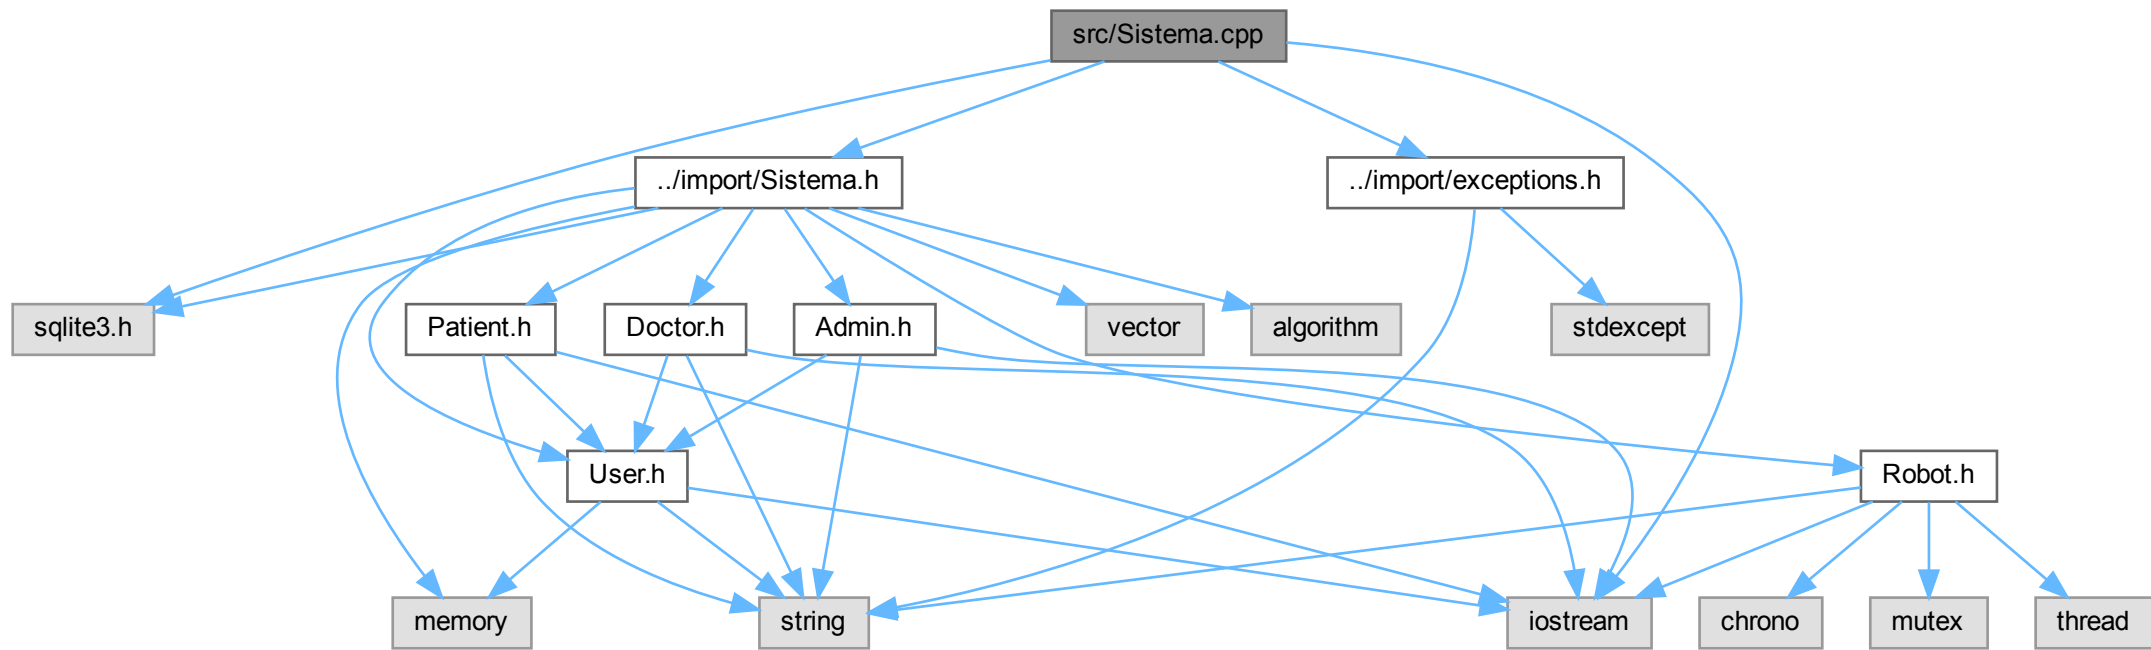 src/Sistema.cpp
../import/Sistema.h
../import/exceptions.h
sqlite3.h
Patient.h
Doctor.h
Admin.h
vector
algorithm
stdexcept
User.h
Robot.h
memory
string
iostream
chrono
mutex
thread